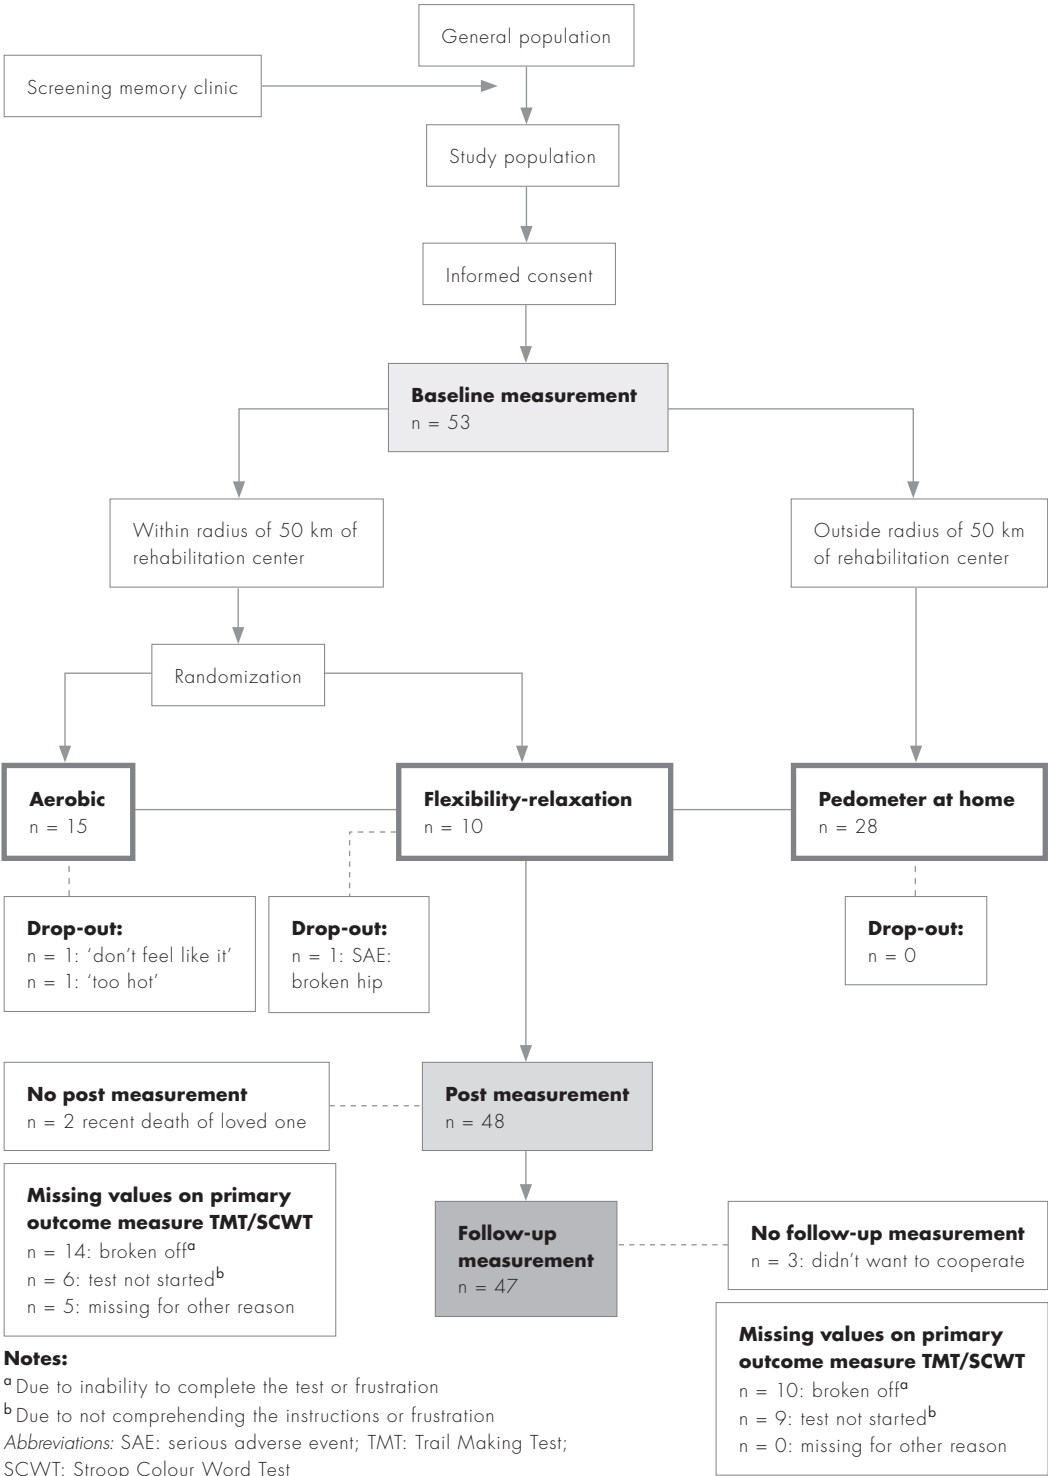 General population
Screening memory clinic
Study population
Informed consent
Baseline measurement
n = 53
Within radius of 50 km of
rehabilitation center
Outside radius of 50 km
of rehabilitation center
Randomization
Aerobic
n = 15
Flexibility-relaxation
n = 10
Pedometer at home
n = 28
Drop-out:
n = 1: ‘don’t feel like it’
n = 1: ‘too hot’
Drop-out:
n = 1: SAE:
broken hip
Drop-out:
n = 0
No post measurement
n = 2 recent death of loved one
Post measurement
n = 48
Missing values on primary
outcome measure TMT/SCWT
n = 14: broken offᵃ
n = 6: test not startedᵇ
n = 5: missing for other reason
Follow-up
measurement
n = 47
No follow-up measurement
n = 3: didn’t want to cooperate
Missing values on primary
outcome measure TMT/SCWT
n = 10: broken offᵃ
n = 9: test not startedᵇ
n = 0: missing for other reason
Notes:
ᵃ Due to inability to complete the test or frustration
ᵇ Due to not comprehending the instructions or frustration
Abbreviations: SAE: serious adverse event; TMT: Trail Making Test;
SCWT: Stroop Colour Word Test